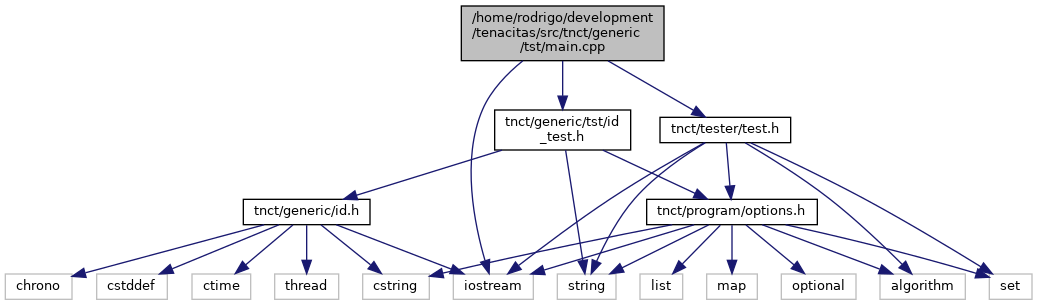 /home/rodrigo/development
/tenacitas/src/tnct/generic
/tst/main.cpp
tnct/generic/tst/id
_test.h
tnct/tester/test.h
tnct/generic/id.h
tnct/program/options.h
chrono
cstddef
ctime
thread
cstring
iostream
string
list
map
optional
algorithm
set